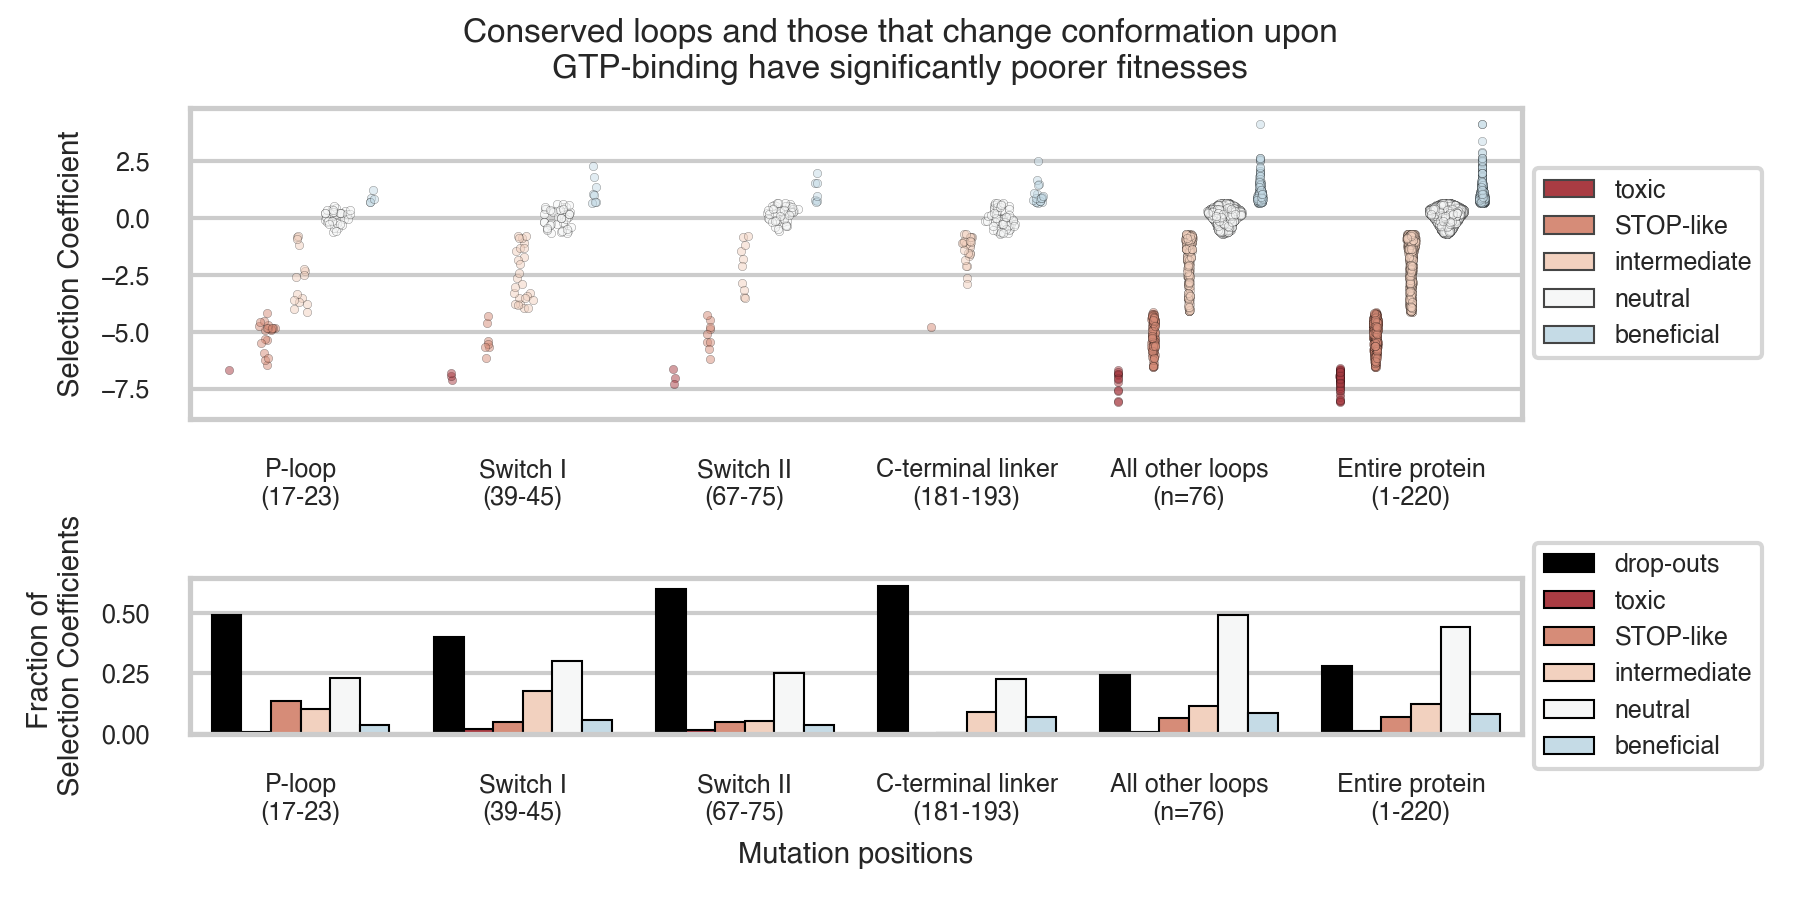 Conserved loops and those that change conformation upon
GTP-binding have significantly poorer fitnesses
Selection Coefficient
2.5
0.0
−2.5
−5.0
−7.5
P-loop
(17-23)
Switch I
(39-45)
Switch II
(67-75)
C-terminal linker
(181-193)
All other loops
(n=76)
Entire protein
(1-220)
toxic
STOP-like
intermediate
neutral
beneficial
Fraction of
Selection Coefficients
0.50
0.25
0.00
P-loop
(17-23)
Switch I
(39-45)
Switch II
(67-75)
C-terminal linker
(181-193)
All other loops
(n=76)
Entire protein
(1-220)
Mutation positions
drop-outs
toxic
STOP-like
intermediate
neutral
beneficial